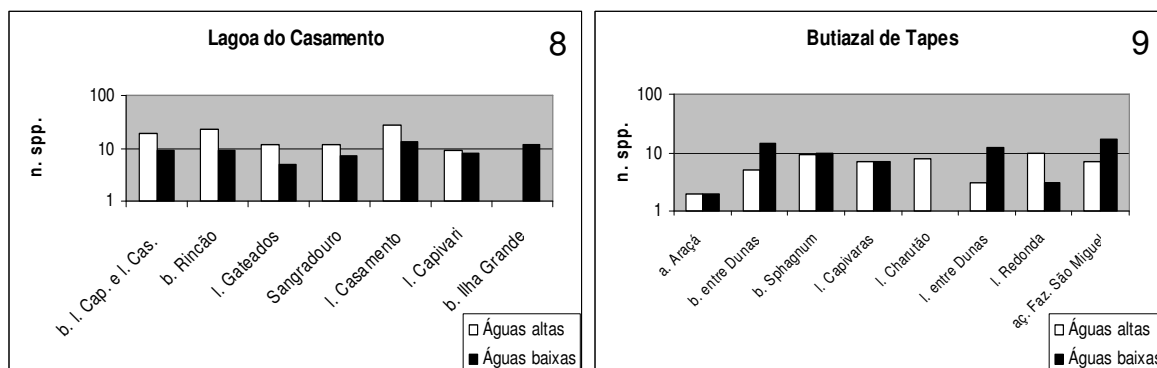 Lagoa do Casamento
8
n. spp.
100
10
1
b. l. Cap. e l. Cas.
b. Rincão
l. Gateados
Sangradouro
l. Casamento
l. Capivari
b. Ilha Grande
Águas altas
Águas baixas
Butiazal de Tapes
9
n. spp.
100
10
1
a. Araçá
b. entre Dunas
b. Sphagnum
l. Capivaras
l. Charutão
l. entre Dunas
l. Redonda
aç. Faz. São Miguel
Águas altas
Águas baixas